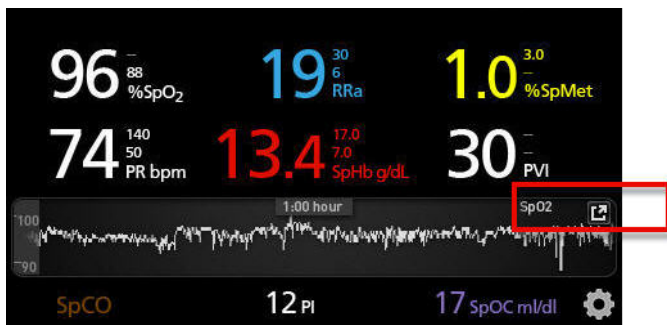 96 – 88 %SpO₂
19 30 6 RRa
1.0 3.0 – %SpMet
74 140 50 PR bpm
13.4 17.0 7.0 SpHb g/dL
30 – – PVI
1:00 hour
SpO2
100
90
SpCO
12 PI
17 SpOC ml/dl